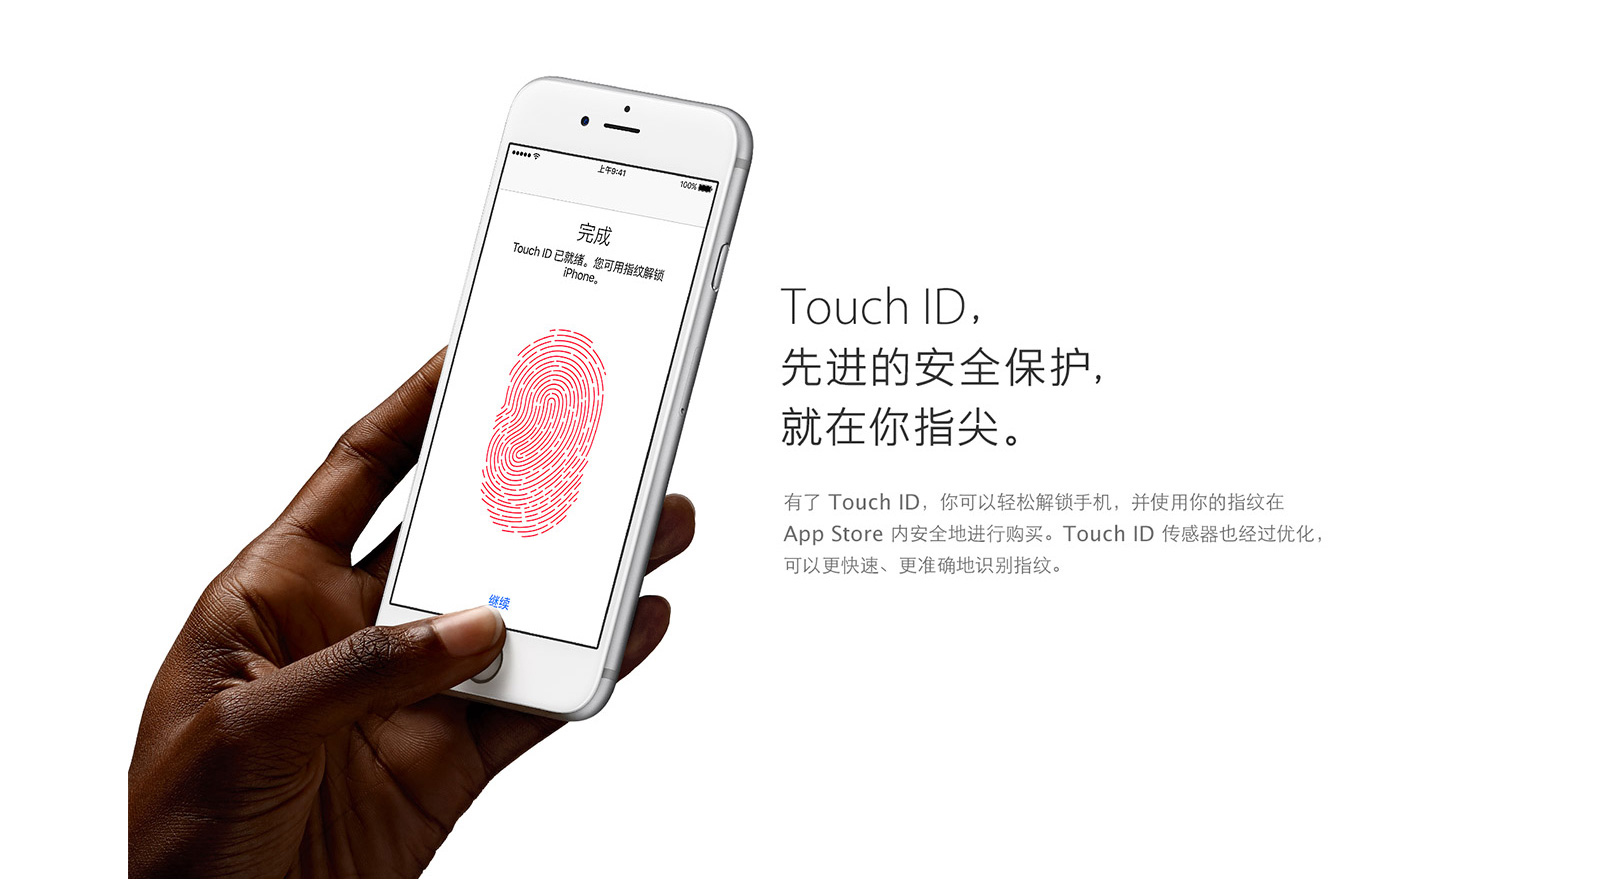 上午9:41
100%
完成
Touch ID 已就绪。您可用指纹解锁
iPhone。
继续
Touch ID，
先进的安全保护，
就在你指尖。
有了 Touch ID，你可以轻松解锁手机，并使用你的指纹在
App Store 内安全地进行购买。Touch ID 传感器也经过优化，
可以更快速、更准确地识别指纹。